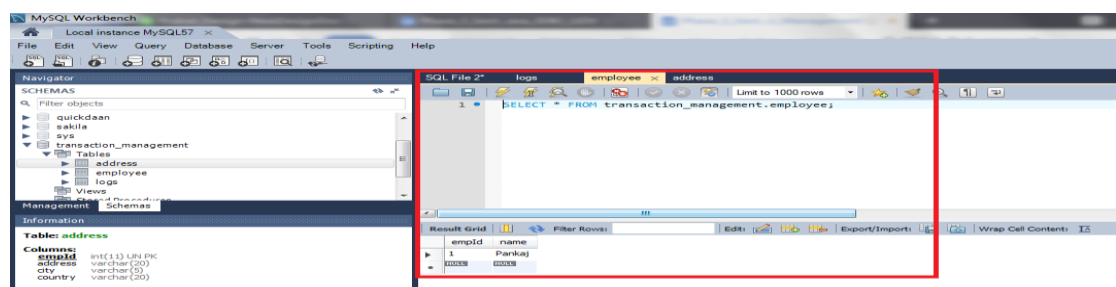 MySQL Workbench
Local instance MySQL57 ×
File Edit View Query Database Server Tools Scripting Help
Navigator
SCHEMAS
Filter objects
quickdaan
sakila
sys
transaction_management
Tables
address
employee
logs
Views
Stored Procedures
Management Schemas
Information
Table: address
Columns:
empId int(11) UN PK
address varchar(20)
city varchar(5)
country varchar(20)
SQL File 2* logs employee × address
Limit to 1000 rows
1 SELECT * FROM transaction_management.employee;
Result Grid Filter Rows: Edit: Export/Import: Wrap Cell Content: IA
empId name
1 Pankaj
NULL NULL